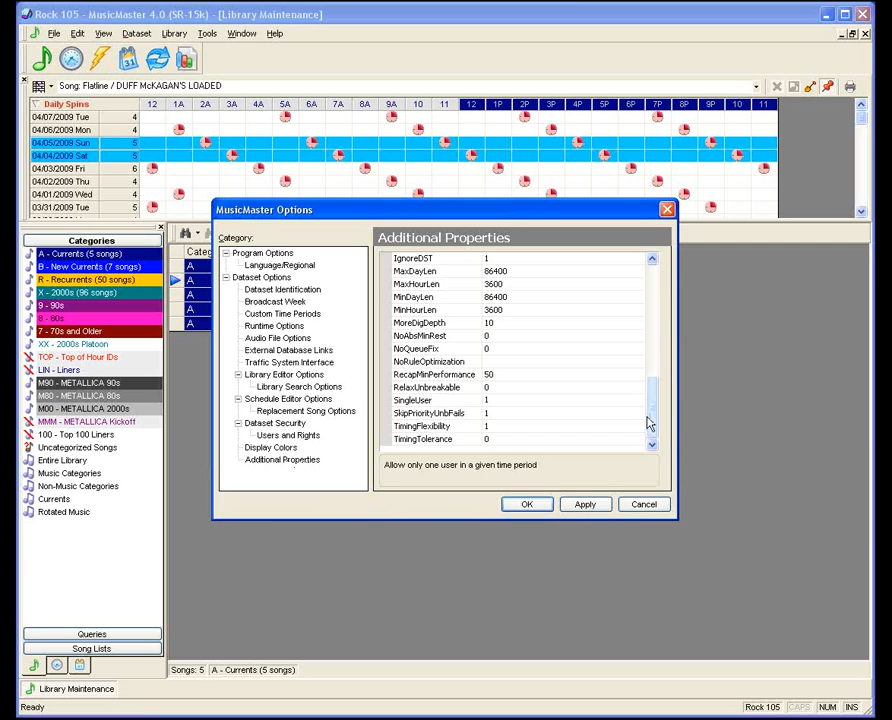 Rock 105 - MusicMaster 4.0 (SR-15k) - [Library Maintenance]
File Edit View Dataset Library Tools Window Help
Song: Flatline / DUFF McKAGAN'S LOADED
Daily Spins 12 1A 2A 3A 4A 5A 6A 7A 8A 9A 10 11 12 1P 2P 3P 4P 5P 6P 7P 8P 9P 10 11
04/07/2009 Tue 4
04/06/2009 Mon 4
04/05/2009 Sun 5
04/04/2009 Sat 5
04/03/2009 Fri 6
04/02/2009 Thu 4
04/01/2009 Wed 4
03/31/2009 Tue 5
Categories
A - Currents (5 songs)
B - New Currents (7 songs)
R - Recurrents (50 songs)
X - 2000s (96 songs)
9 - 90s
8 - 80s
7 - 70s and Older
XX - 2000s Platoon
TOP - Top of Hour IDs
LIN - Liners
M90 - METALLICA 90s
M80 - METALLICA 80s
M00 - METALLICA 2000s
MMM - METALLICA Kickoff
100 - Top 100 Liners
Uncategorized Songs
Entire Library
Music Categories
Non-Music Categories
Currents
Rotated Music
Queries
Song Lists
Categ
A
A
A
A
A
MusicMaster Options
Category:
Program Options
Language/Regional
Dataset Options
Dataset Identification
Broadcast Week
Custom Time Periods
Runtime Options
Audio File Options
External Database Links
Traffic System Interface
Library Editor Options
Library Search Options
Schedule Editor Options
Replacement Song Options
Dataset Security
Users and Rights
Display Colors
Additional Properties
Additional Properties
IgnoreDST 1
MaxDayLen 86400
MaxHourLen 3600
MinDayLen 86400
MinHourLen 3600
MoreDigDepth 10
NoAbsMinRest 0
NoQueueFix 0
NoRuleOptimization
RecapMinPerformance 50
RelaxUnbreakable 0
SingleUser 1
SkipPriorityUnbFails 1
TimingFlexibility 1
TimingTolerance 0
Allow only one user in a given time period
OK Apply Cancel
Songs: 5 A - Currents (5 songs)
Library Maintenance
Ready Rock 105 CAPS NUM INS